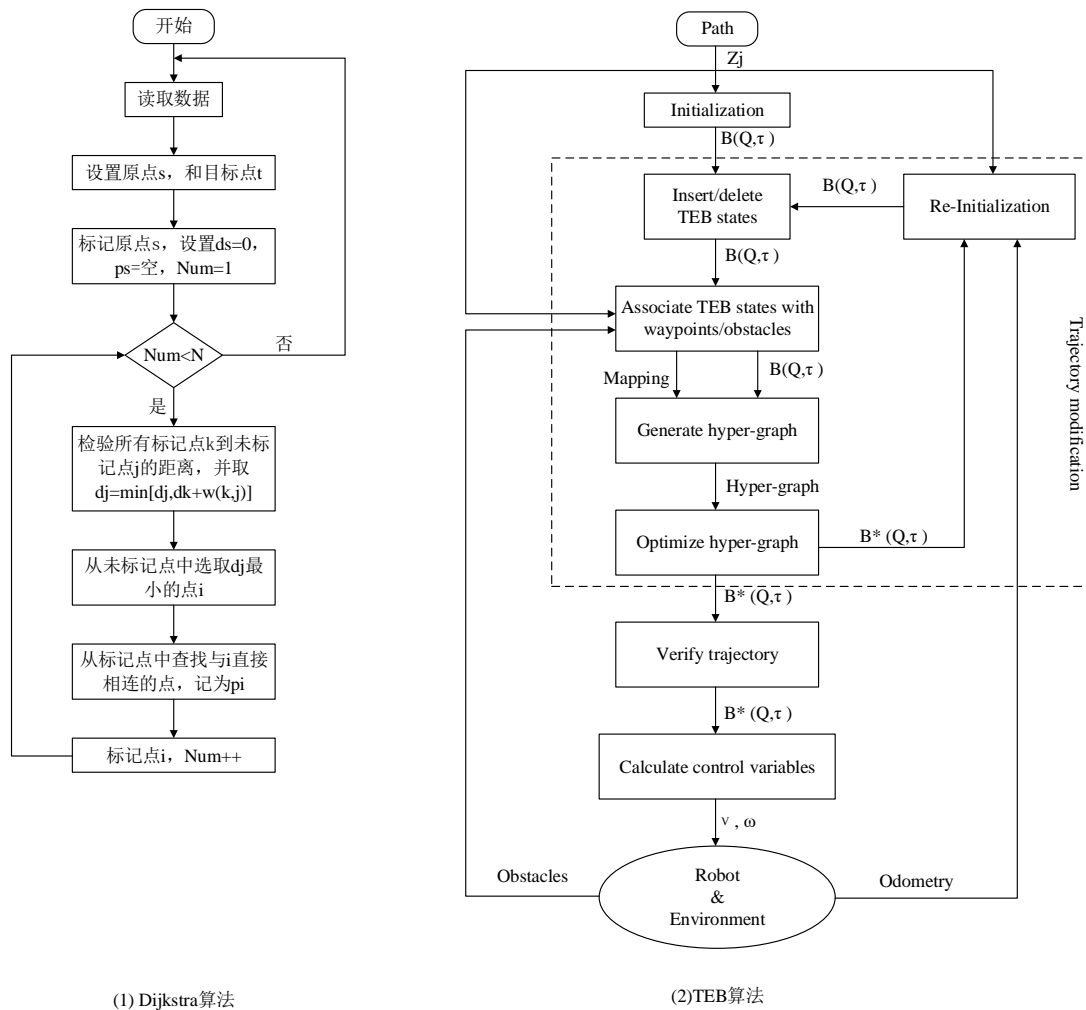 开始
读取数据
设置原点s，和目标点t
标记原点s，设置ds=0，
ps=空，Num=1
Num<N
否
是
检验所有标记点k到未标
记点j的距离，并取
dj=min[dj,dk+w(k,j)]
从未标记点中选取dj最
小的点i
从标记点中查找与i直接
相连的点，记为pi
标记点i，Num++
(1) Dijkstra算法
Path
Zj
Initialization
B(Q,τ)
Insert/delete
TEB states
B(Q,τ)
Re-Initialization
B(Q,τ)
Associate TEB states with
waypoints/obstacles
Mapping
B(Q,τ)
Generate hyper-graph
Hyper-graph
Optimize hyper-graph
B*(Q,τ)
Trajectory modification
B*(Q,τ)
Verify trajectory
B*(Q,τ)
Calculate control variables
v , ω
Obstacles
Robot
&
Environment
Odometry
(2)TEB算法